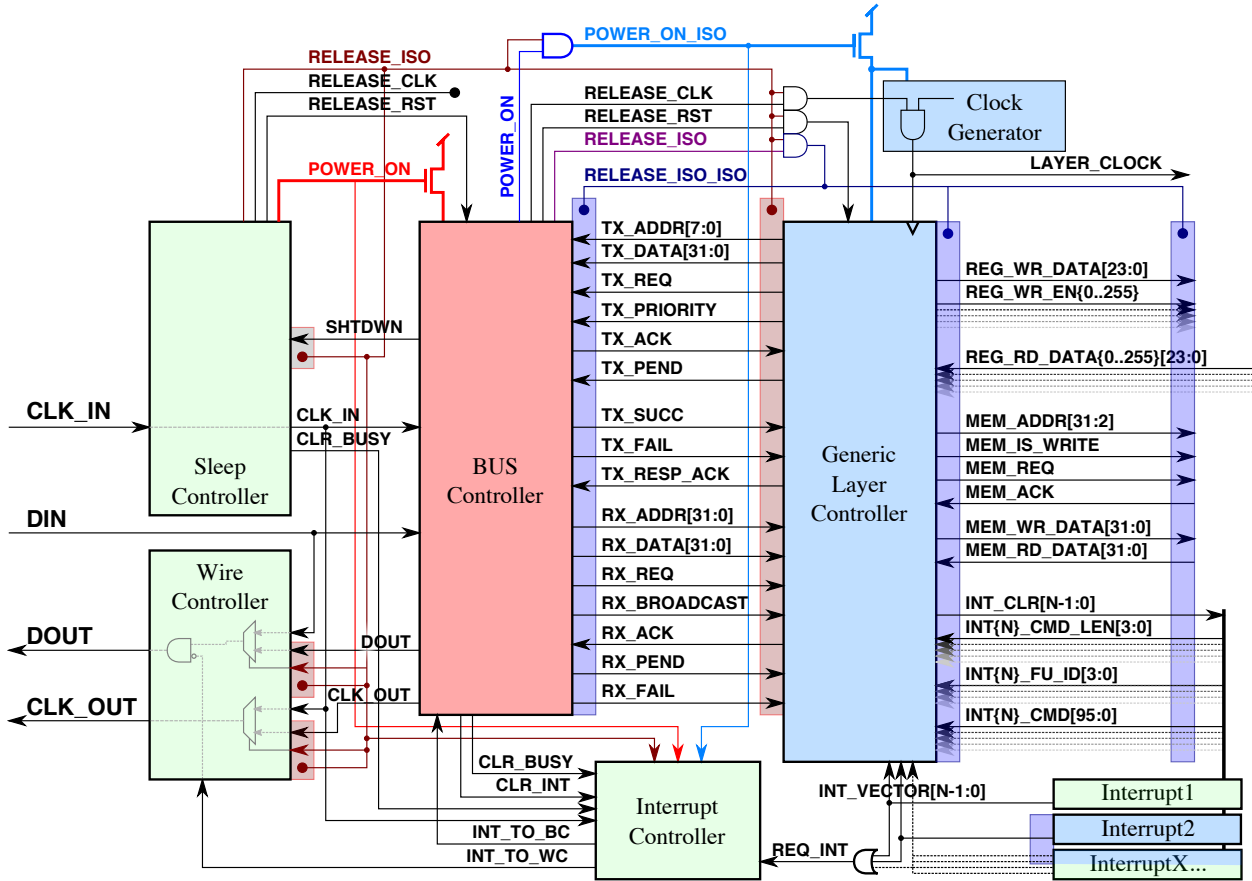 POWER_ON_ISO
RELEASE_ISO
RELEASE_CLK
RELEASE_RST
POWER_ON
POWER_ON
RELEASE_CLK
RELEASE_RST
RELEASE_ISO
RELEASE_ISO_ISO
Clock
Generator
LAYER_CLOCK
TX_ADDR[7:0]
TX_DATA[31:0]
TX_REQ
TX_PRIORITY
TX_ACK
TX_PEND
TX_SUCC
TX_FAIL
TX_RESP_ACK
RX_ADDR[31:0]
RX_DATA[31:0]
RX_REQ
RX_BROADCAST
RX_ACK
RX_PEND
RX_FAIL
REG_WR_DATA[23:0]
REG_WR_EN{0..255}
REG_RD_DATA{0..255}[23:0]
MEM_ADDR[31:2]
MEM_IS_WRITE
MEM_REQ
MEM_ACK
MEM_WR_DATA[31:0]
MEM_RD_DATA[31:0]
INT_CLR[N-1:0]
INT{N}_CMD_LEN[3:0]
INT{N}_FU_ID[3:0]
INT{N}_CMD[95:0]
SHTDWN
CLK_IN
CLK_IN
CLR_BUSY
Sleep
Controller
BUS
Controller
Generic
Layer
Controller
DIN
Wire
Controller
DOUT
DOUT
CLK_OUT
CLK_OUT
CLR_BUSY
CLR_INT
INT_TO_BC
INT_TO_WC
Interrupt
Controller
REQ_INT
INT_VECTOR[N-1:0]
Interrupt1
Interrupt2
InterruptX...